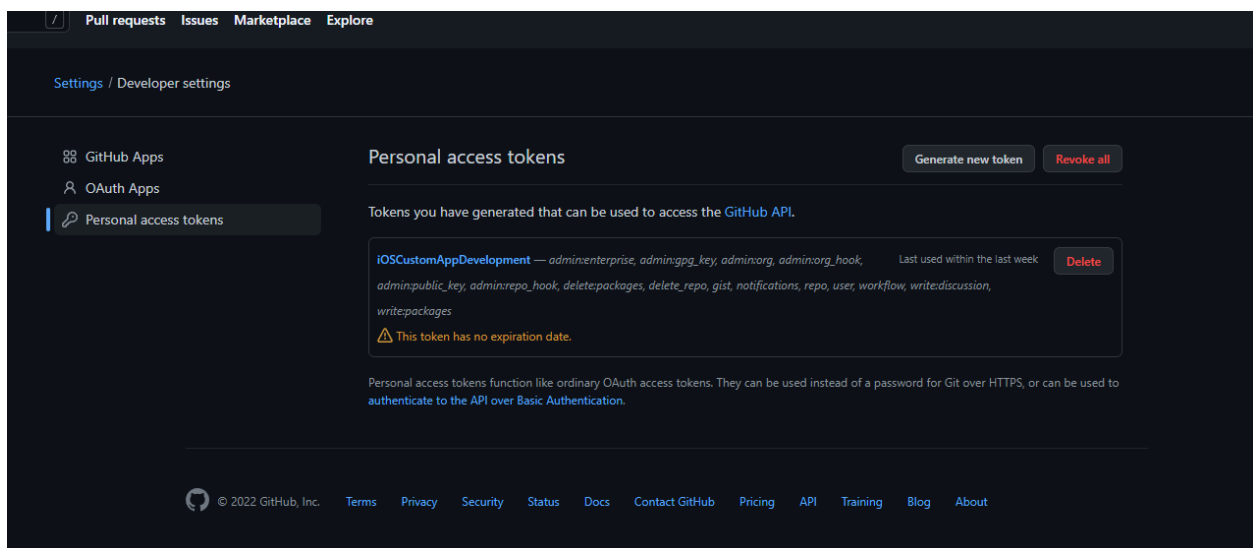 / Pull requests Issues Marketplace Explore
Settings / Developer settings
GitHub Apps
OAuth Apps
Personal access tokens
Personal access tokens Generate new token Revoke all
Tokens you have generated that can be used to access the GitHub API.
iOSCustomAppDevelopment — admin:enterprise, admin:gpg_key, admin:org, admin:org_hook, Last used within the last week Delete
admin:public_key, admin:repo_hook, delete:packages, delete_repo, gist, notifications, repo, user, workflow, write:discussion,
write:packages
This token has no expiration date.
Personal access tokens function like ordinary OAuth access tokens. They can be used instead of a password for Git over HTTPS, or can be used to
authenticate to the API over Basic Authentication.
© 2022 GitHub, Inc. Terms Privacy Security Status Docs Contact GitHub Pricing API Training Blog About